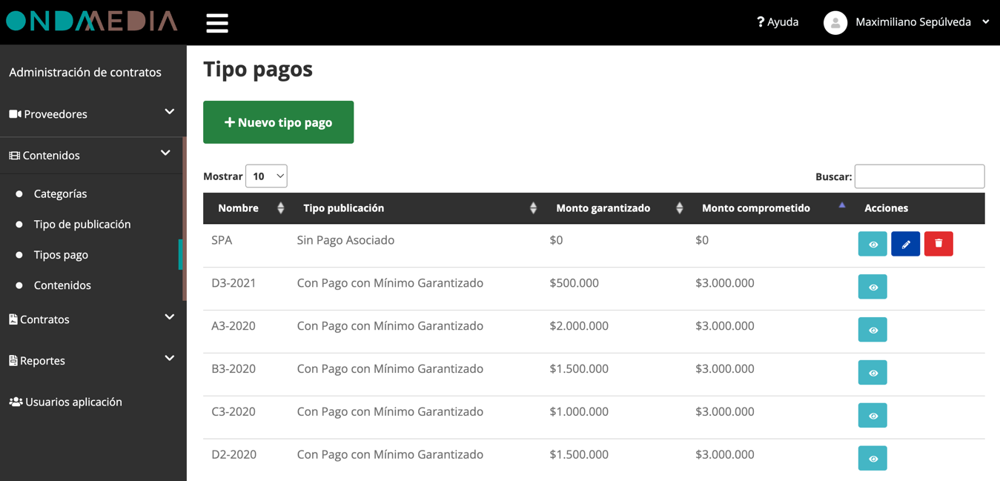 ONDAMEDIA
? Ayuda
Maximiliano Sepúlveda
Administración de contratos
Proveedores
Contenidos
Categorías
Tipo de publicación
Tipos pago
Contenidos
Contratos
Reportes
Usuarios aplicación
Tipo pagos
+ Nuevo tipo pago
Mostrar 10
Buscar:
Nombre Tipo publicación Monto garantizado Monto comprometido Acciones
SPA Sin Pago Asociado $0 $0
D3-2021 Con Pago con Mínimo Garantizado $500.000 $3.000.000
A3-2020 Con Pago con Mínimo Garantizado $2.000.000 $3.000.000
B3-2020 Con Pago con Mínimo Garantizado $1.500.000 $3.000.000
C3-2020 Con Pago con Mínimo Garantizado $1.000.000 $3.000.000
D2-2020 Con Pago con Mínimo Garantizado $1.500.000 $3.000.000